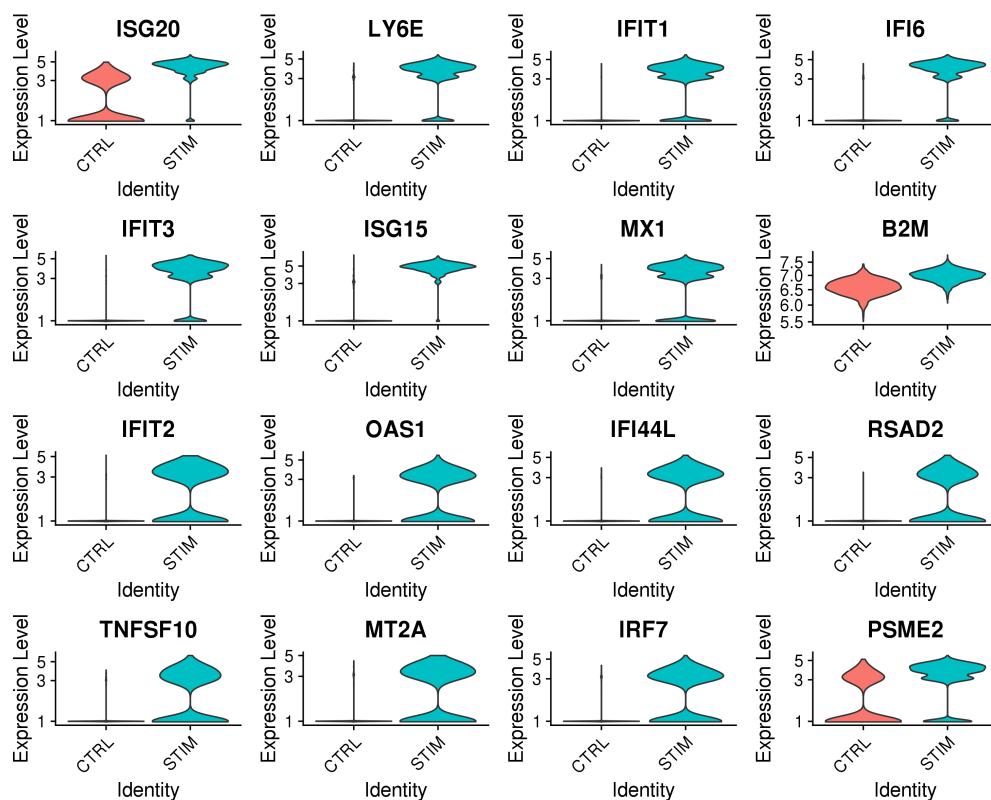 ISG20 LY6E IFIT1 IFI6
Expression Level Expression Level Expression Level Expression Level
5 5 5 5
3 3 3 3
1 1 1 1
CTRL STIM CTRL STIM CTRL STIM CTRL STIM
Identity Identity Identity Identity
IFIT3 ISG15 MX1 B2M
Expression Level Expression Level Expression Level Expression Level
5 5 5 7.5
3 3 3 7.0
6.5
6.0
1 1 1 5.5
CTRL STIM CTRL STIM CTRL STIM CTRL STIM
Identity Identity Identity Identity
IFIT2 OAS1 IFI44L RSAD2
Expression Level Expression Level Expression Level Expression Level
5 5 5 5
3 3 3 3
1 1 1 1
CTRL STIM CTRL STIM CTRL STIM CTRL STIM
Identity Identity Identity Identity
TNFSF10 MT2A IRF7 PSME2
Expression Level Expression Level Expression Level Expression Level
5 5 5 5
3 3 3 3
1 1 1 1
CTRL STIM CTRL STIM CTRL STIM CTRL STIM
Identity Identity Identity Identity